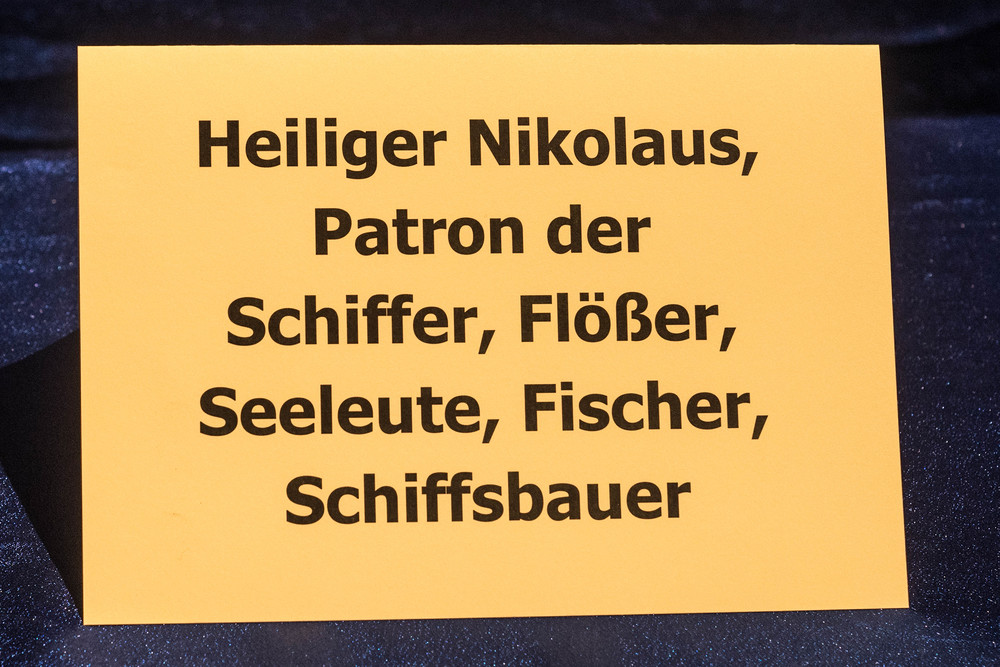 Heiliger Nikolaus,
Patron der
Schiffer, Flößer,
Seeleute, Fischer,
Schiffsbauer